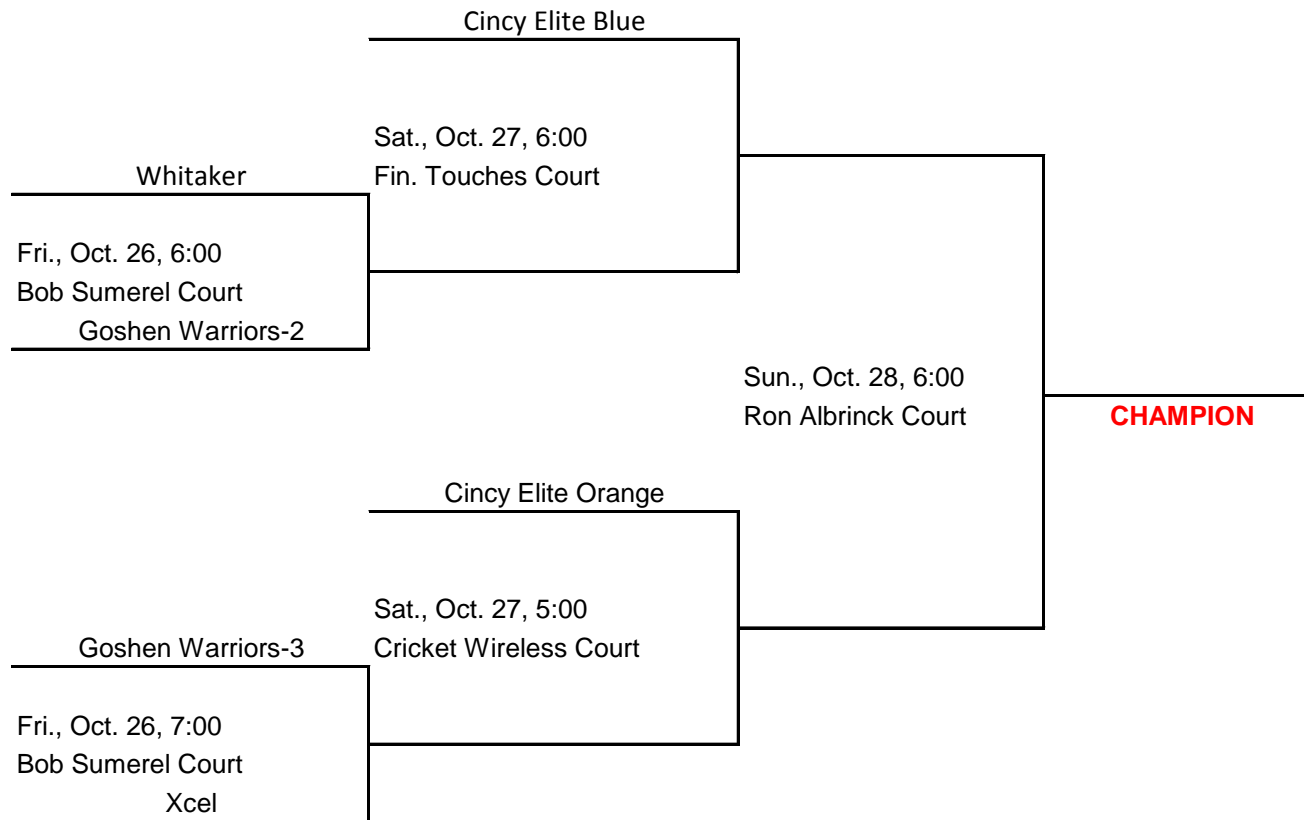 Cincy Elite Blue
Sat., Oct. 27, 6:00
Fin. Touches Court
Whitaker
Fri., Oct. 26, 6:00
Bob Sumerel Court
Goshen Warriors-2
Sun., Oct. 28, 6:00
Ron Albrinck Court
CHAMPION
Cincy Elite Orange
Sat., Oct. 27, 5:00
Cricket Wireless Court
Goshen Warriors-3
Fri., Oct. 26, 7:00
Bob Sumerel Court
Xcel